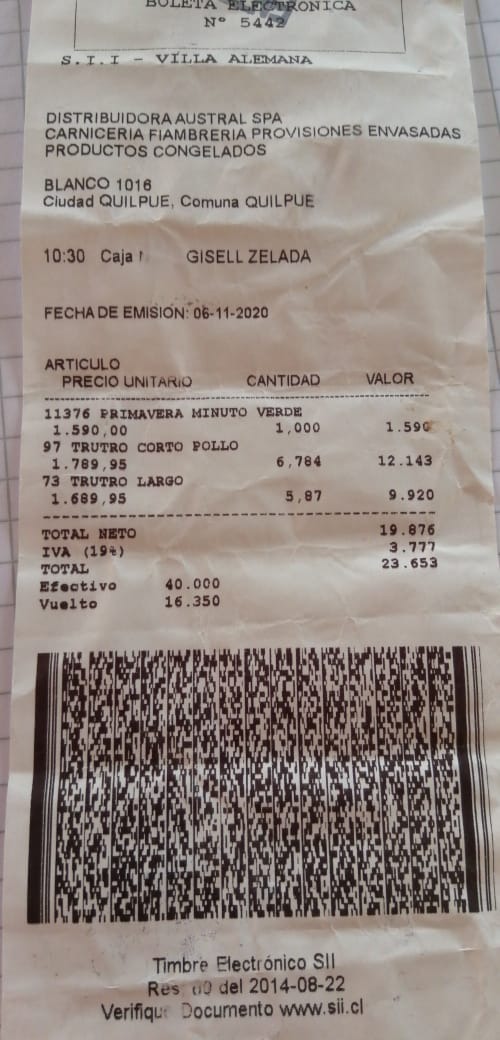 BOLETA ELECTRONICA
N° 5442
S.I.I - VILLA ALEMANA
DISTRIBUIDORA AUSTRAL SPA
CARNICERIA FIAMBRERIA PROVISIONES ENVASADAS
PRODUCTOS CONGELADOS
BLANCO 1016
Ciudad QUILPUE, Comuna QUILPUE
10:30 Caja GISELL ZELADA
FECHA DE EMISION: 06-11-2020
ARTICULO
PRECIO UNITARIO CANTIDAD VALOR
11376 PRIMAVERA MINUTO VERDE
1.590,00 1,000 1.590
97 TRUTRO CORTO POLLO
1.789,95 6,784 12.143
73 TRUTRO LARGO
1.689,95 5,87 9.920
TOTAL NETO 19.876
IVA (19%) 3.777
TOTAL 23.653
Efectivo 40.000
Vuelto 16.350
Timbre Electrónico SII
Res. del 2014-08-22
Verifique Documento www.sii.cl